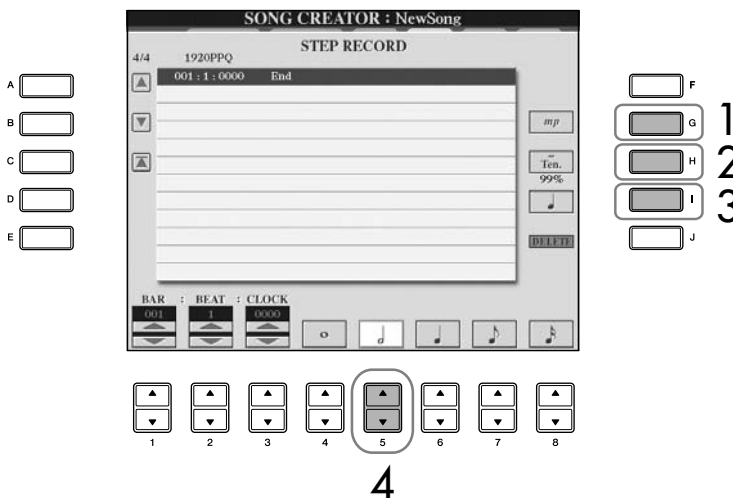 SONG CREATOR : NewSong
STEP RECORD
4/4 1920PPQ
001 : 1 : 0000 End
A
B
C
D
E
F
G 1
H 2
I 3
J
mp
Ten.
99%
DELETE
BAR : BEAT : CLOCK
001 1 0000
1 2 3 4 5 6 7 8
4